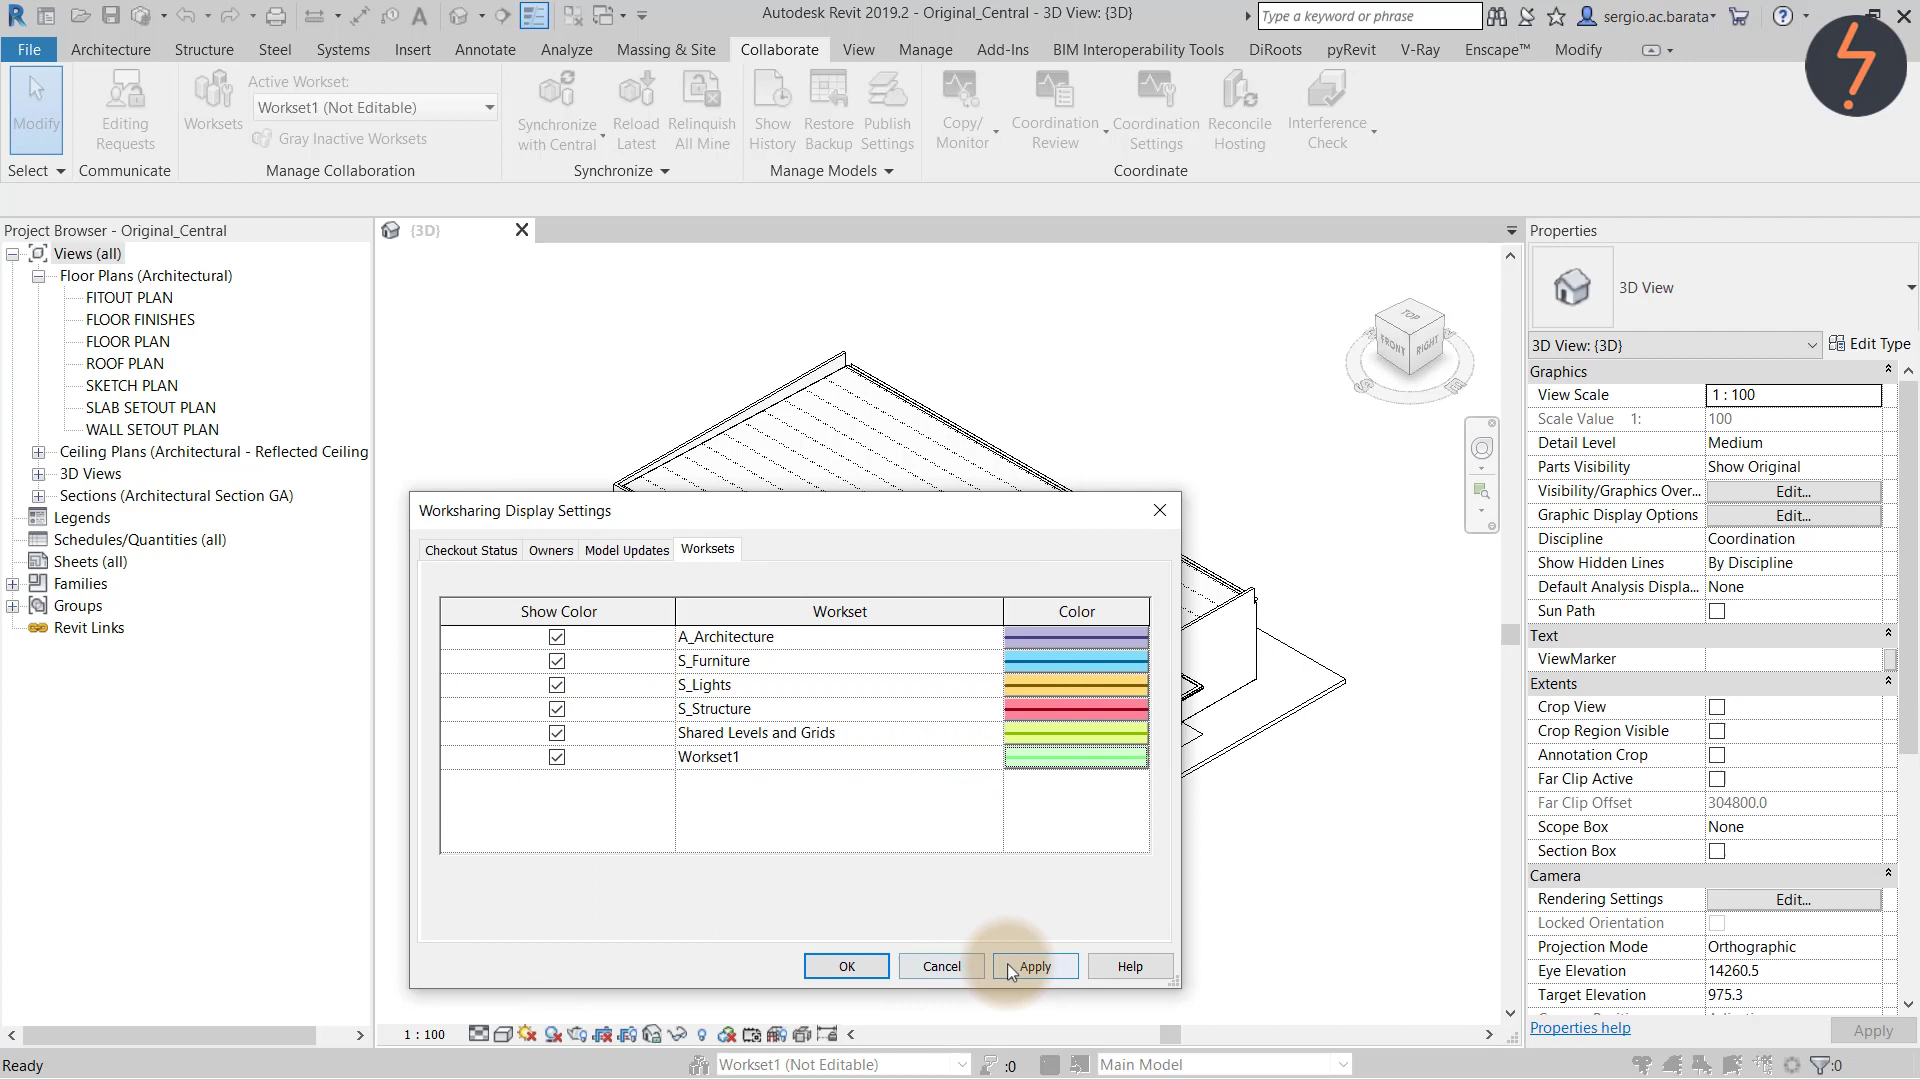 Autodesk Revit 2019.2 - Original_Central - 3D View: {3D}
Type a keyword or phrase
sergio.ac.barata
File Architecture Structure Steel Systems Insert Annotate Analyze Massing & Site Collaborate View Manage Add-Ins BIM Interoperability Tools DiRoots pyRevit V-Ray Enscape™ Modify
Modify
Editing
Requests
Worksets
Active Workset:
Workset1 (Not Editable)
Gray Inactive Worksets
Synchronize
with Central
Reload
Latest
Relinquish
All Mine
Show
History
Restore
Backup
Publish
Settings
Copy/
Monitor
Coordination
Review
Coordination
Settings
Reconcile
Hosting
Interference
Check
Select Communicate Manage Collaboration Synchronize Manage Models Coordinate
Project Browser - Original_Central
Views (all)
Floor Plans (Architectural)
FITOUT PLAN
FLOOR FINISHES
FLOOR PLAN
ROOF PLAN
SKETCH PLAN
SLAB SETOUT PLAN
WALL SETOUT PLAN
Ceiling Plans (Architectural - Reflected Ceiling
3D Views
Sections (Architectural Section GA)
Legends
Schedules/Quantities (all)
Sheets (all)
Families
Groups
Revit Links
{3D}
TOP
FRONT RIGHT
S E
Worksharing Display Settings
Checkout Status Owners Model Updates Worksets
Show Color Workset Color
A_Architecture
S_Furniture
S_Lights
S_Structure
Shared Levels and Grids
Workset1
OK Cancel Apply Help
Properties
3D View
3D View: {3D} Edit Type
Graphics
View Scale 1 : 100
Scale Value 1: 100
Detail Level Medium
Parts Visibility Show Original
Visibility/Graphics Over... Edit...
Graphic Display Options Edit...
Discipline Coordination
Show Hidden Lines By Discipline
Default Analysis Displa... None
Sun Path
Text
ViewMarker
Extents
Crop View
Crop Region Visible
Annotation Crop
Far Clip Active
Far Clip Offset 304800.0
Scope Box None
Section Box
Camera
Rendering Settings Edit...
Locked Orientation
Projection Mode Orthographic
Eye Elevation 14260.5
Target Elevation 975.3
Properties help Apply
1 : 100
Ready
Workset1 (Not Editable) :0 Main Model :0